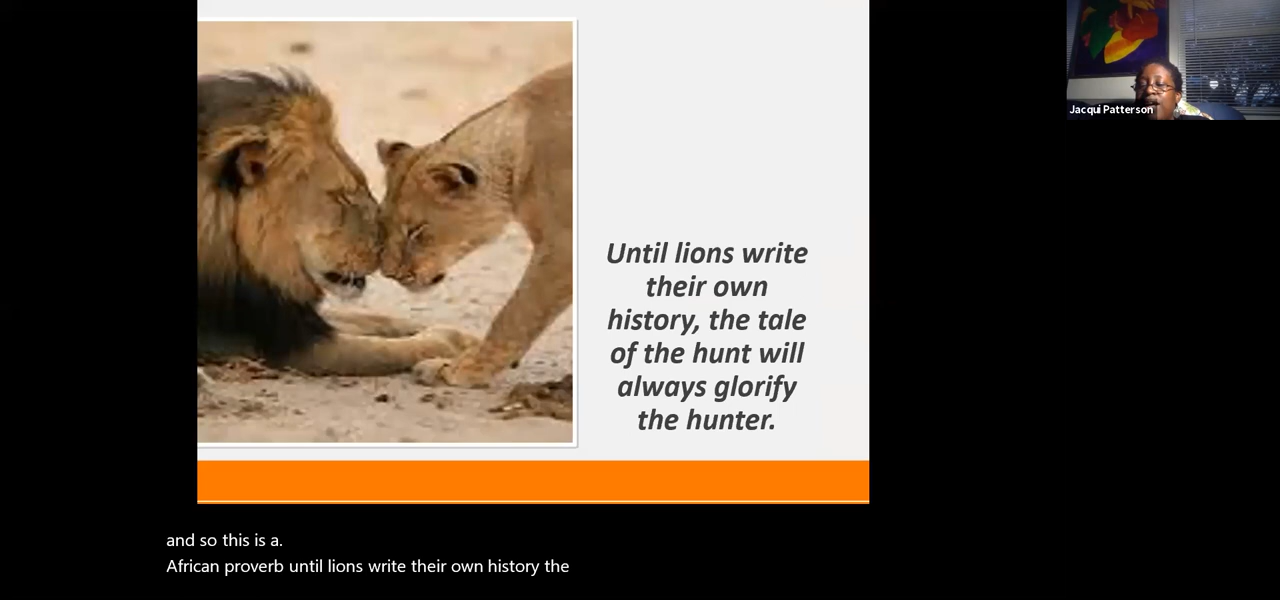 Jacqui Patterson
Until lions write
their own
history, the tale
of the hunt will
always glorify
the hunter.
and so this is a.
African proverb until lions write their own history the